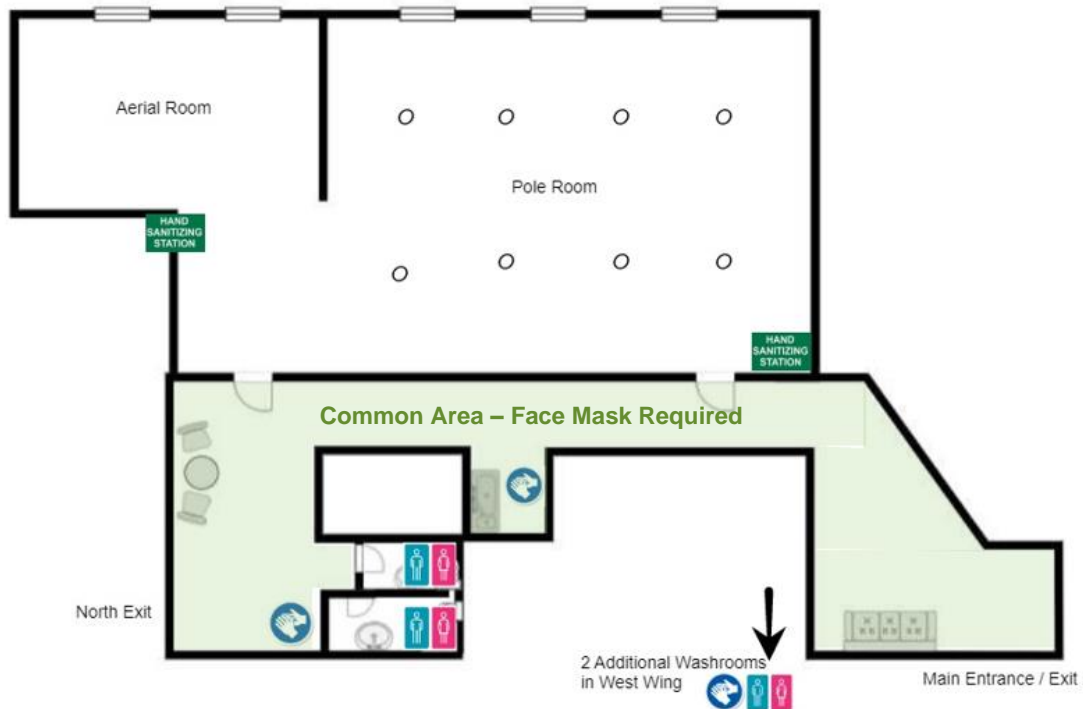 Aerial Room
Pole Room
HAND
SANITIZING
STATION
HAND
SANITIZING
STATION
Common Area – Face Mask Required
North Exit
2 Additional Washrooms
in West Wing
Main Entrance / Exit